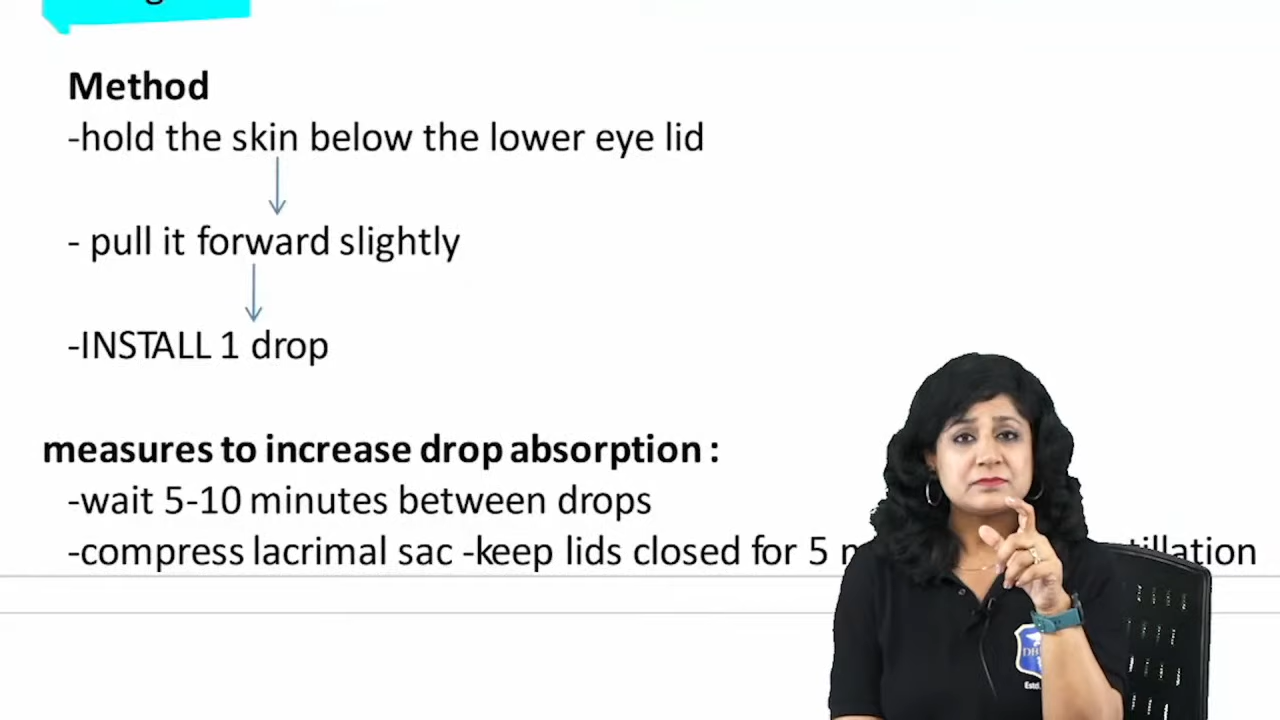 Method
-hold the skin below the lower eye lid
- pull it forward slightly
-INSTALL 1 drop
measures to increase drop absorption :
-wait 5-10 minutes between drops
-compress lacrimal sac -keep lids closed for 5